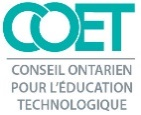 COET
CONSEIL ONTARIEN
POUR L'ÉDUCATION
TECHNOLOGIQUE